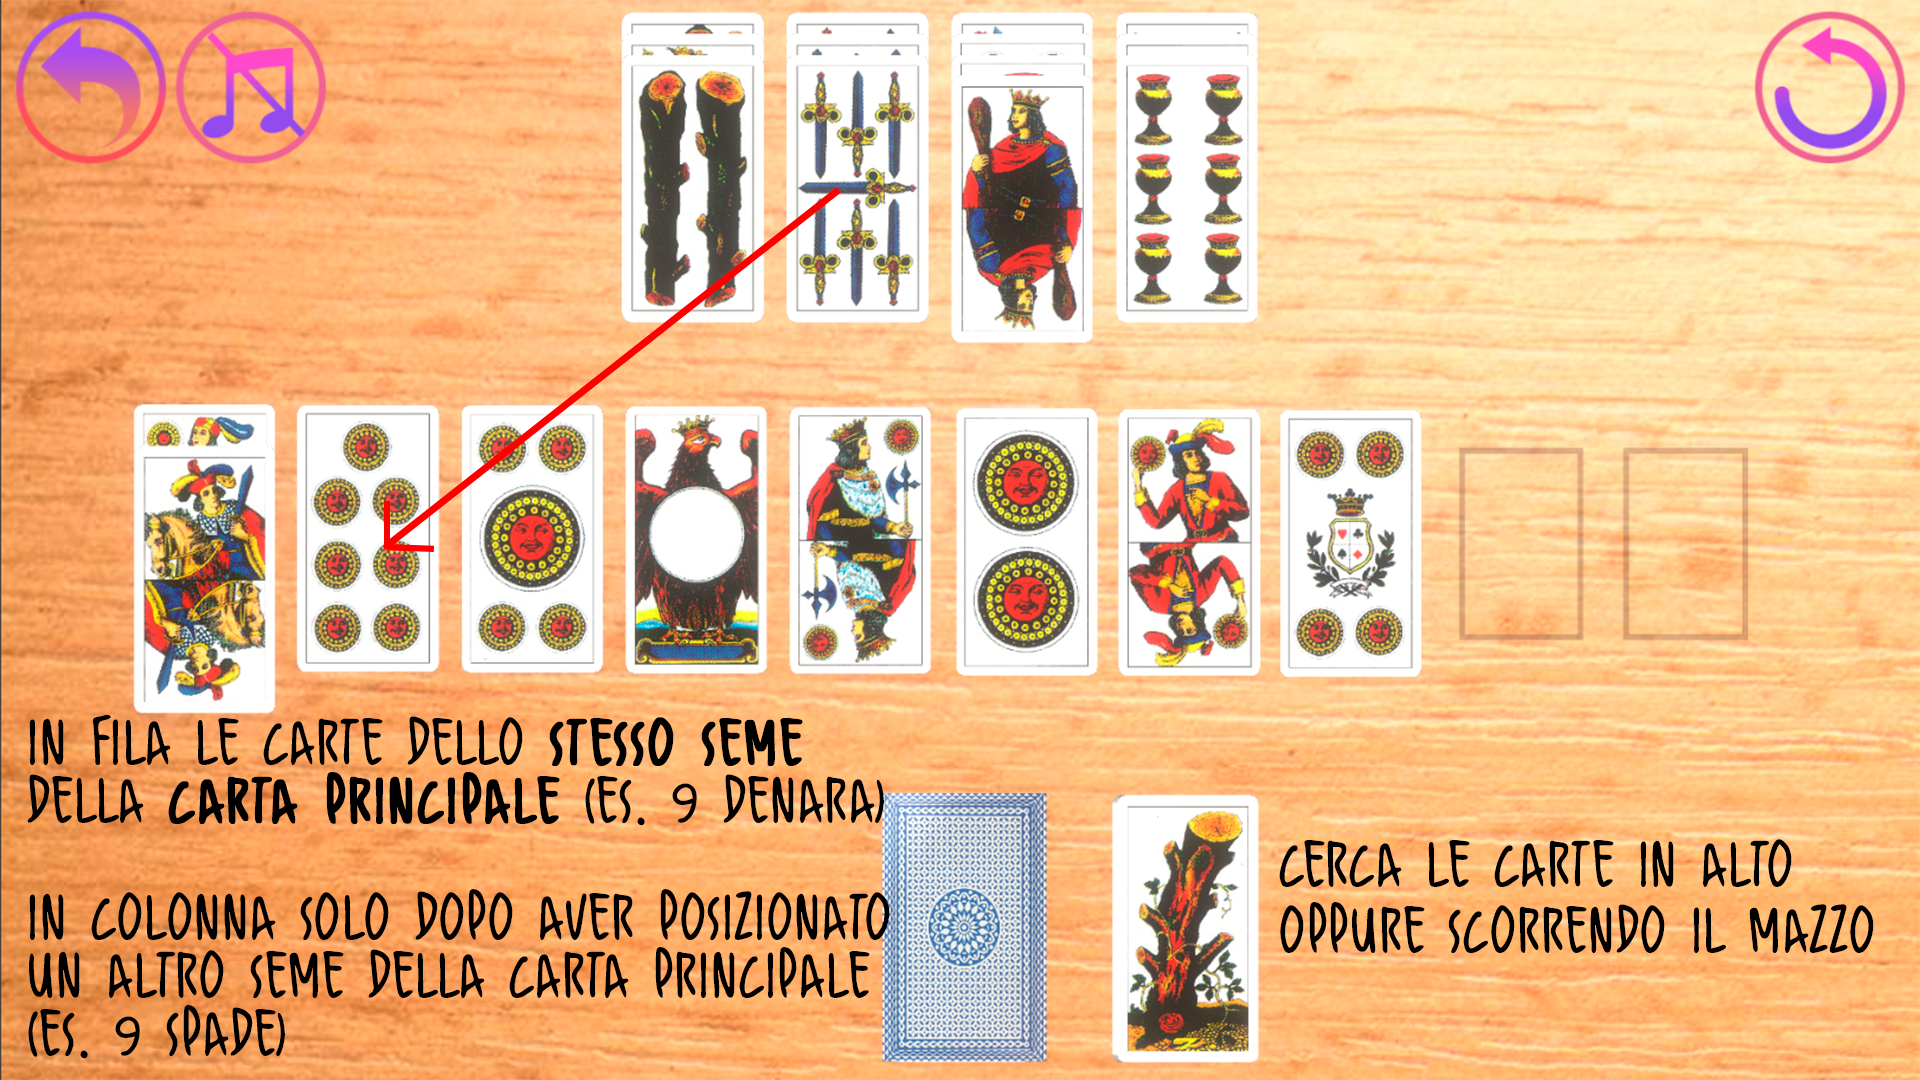 IN FILA LE CARTE DELLO STESSO SEME
DELLA CARTA PRINCIPALE (ES. 9 DENARA)
IN COLONNA SOLO DOPO AVER POSIZIONATO
UN ALTRO SEME DELLA CARTA PRINCIPALE
(ES. 9 SPADE)
CERCA LE CARTE IN ALTO
OPPURE SCORRENDO IL MAZZO